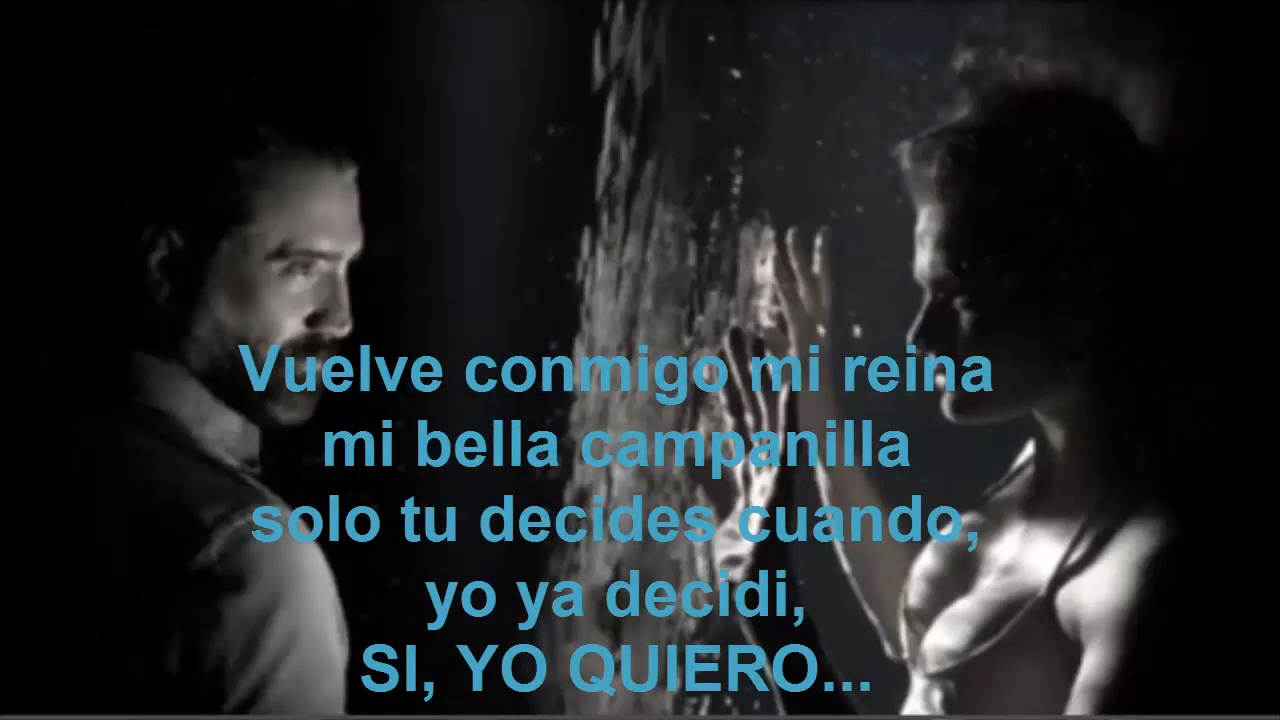 Vuelve conmigo mi reina
mi bella campanilla
solo tu decides cuando,
yo ya decidi,
SI, YO QUIERO...